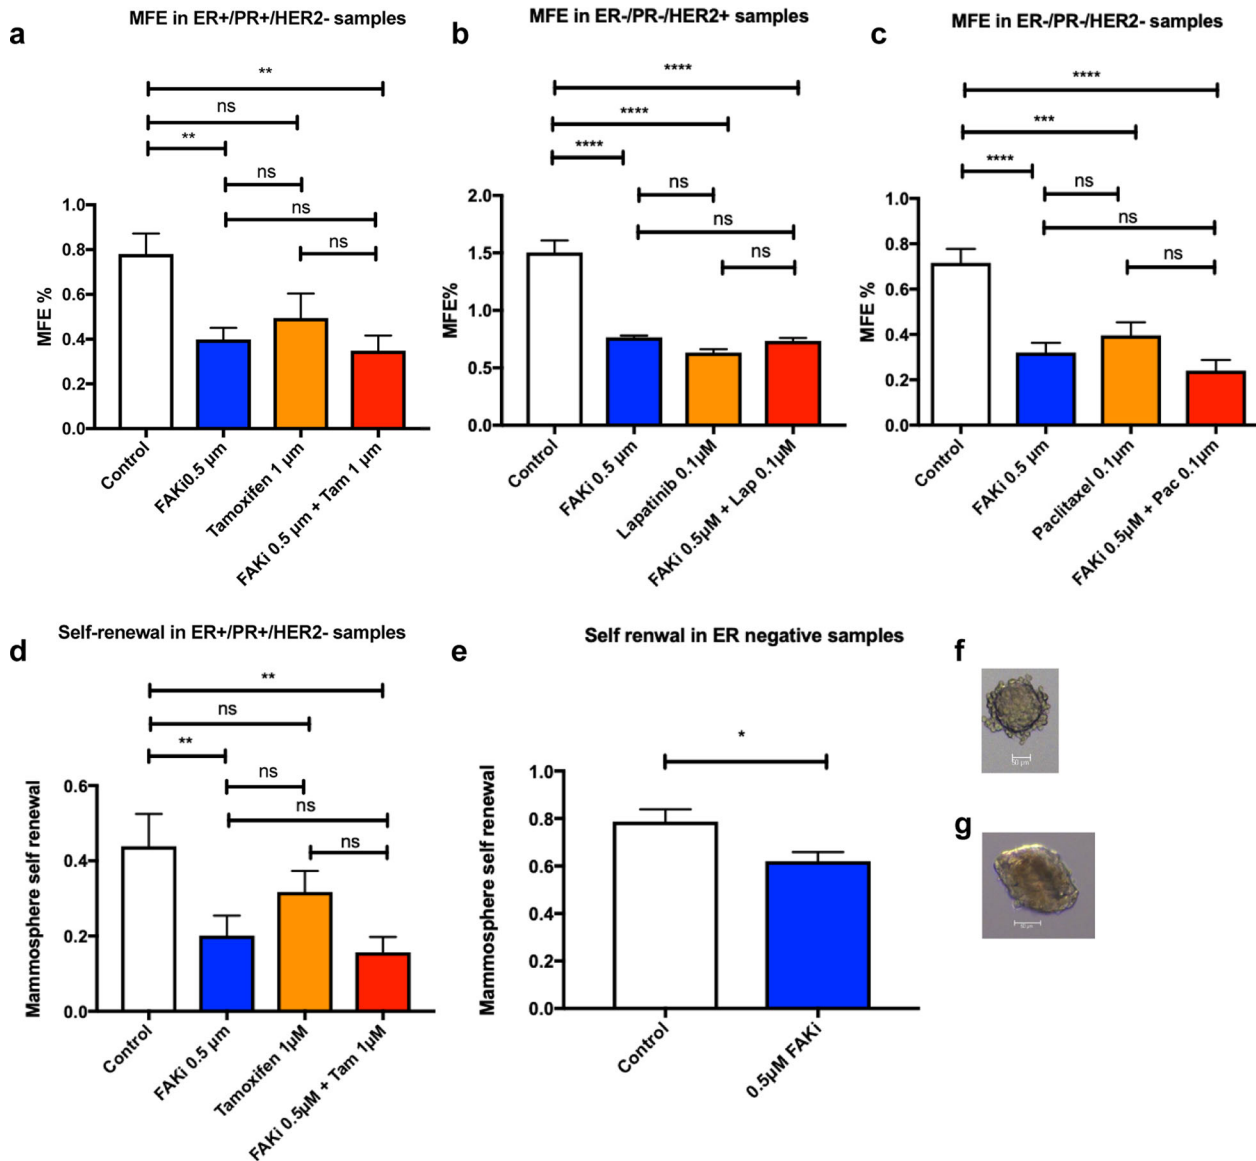 a
MFE in ER+/PR+/HER2- samples
**
ns
**
ns
ns
ns
MFE %
1.0
0.8
0.6
0.4
0.2
0.0
Control
FAKi0.5 µm
Tamoxifen 1 µm
FAKi 0.5 µm + Tam 1 µm
b
MFE in ER-/PR-/HER2+ samples
****
****
****
ns
ns
ns
MFE%
2.0
1.5
1.0
0.5
0.0
Control
FAKi 0.5 µm
Lapatinib 0.1µM
FAKi 0.5µM + Lap 0.1µM
c
MFE in ER-/PR-/HER2- samples
****
***
****
ns
ns
ns
MFE %
1.0
0.8
0.6
0.4
0.2
0.0
Control
FAKi 0.5 µm
Paclitaxel 0.1µm
FAKi 0.5µM + Pac 0.1µm
d
Self-renewal in ER+/PR+/HER2- samples
**
ns
**
ns
ns
ns
Mammosphere self renewal
0.6
0.4
0.2
0.0
Control
FAKi 0.5 µm
Tamoxifen 1µM
FAKi 0.5µM + Tam 1µM
e
Self renwal in ER negative samples
*
Mammosphere self renewal
1.0
0.8
0.6
0.4
0.2
0.0
Control
0.5µM FAKi
f
g